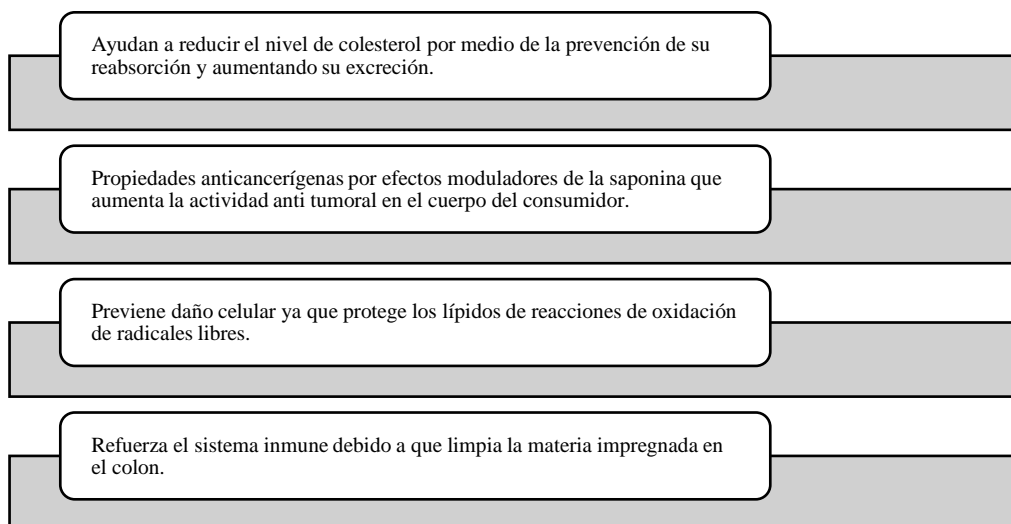 Ayudan a reducir el nivel de colesterol por medio de la prevención de su
reabsorción y aumentando su excreción.
Propiedades anticancerígenas por efectos moduladores de la saponina que
aumenta la actividad anti tumoral en el cuerpo del consumidor.
Previene daño celular ya que protege los lípidos de reacciones de oxidación
de radicales libres.
Refuerza el sistema inmune debido a que limpia la materia impregnada en
el colon.